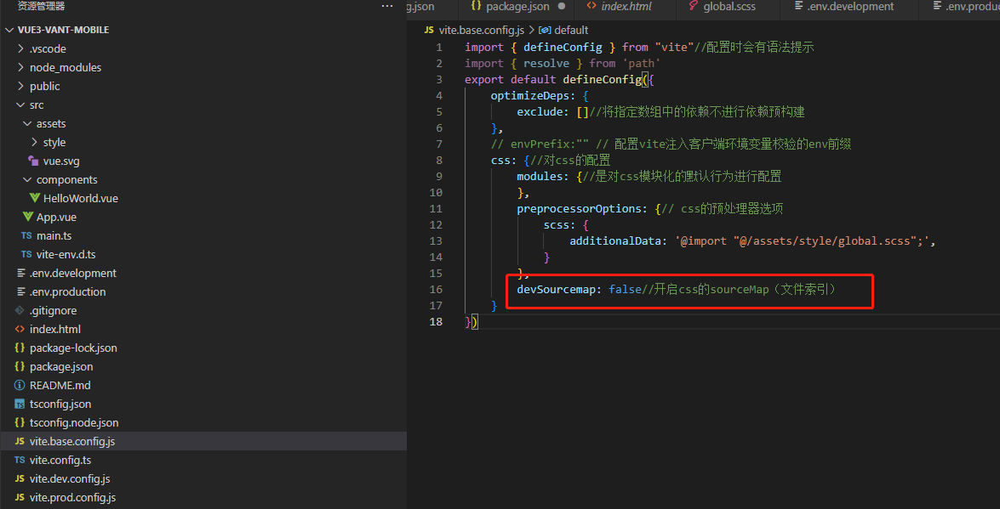 资源管理器
VUE3-VANT-MOBILE
.vscode
node_modules
public
src
assets
style
vue.svg
components
HelloWorld.vue
App.vue
TS main.ts
TS vite-env.d.ts
.env.development
.env.production
.gitignore
<> index.html
{} package-lock.json
{} package.json
README.md
TS tsconfig.json
{} tsconfig.node.json
JS vite.base.config.js
TS vite.config.ts
JS vite.dev.config.js
JS vite.prod.config.js
g.json {} package.json ● <> index.html global.scss .env.development .env.produc
JS vite.base.config.js > default
1 import { defineConfig } from "vite"//配置时会有语法提示
2 import { resolve } from 'path'
3 export default defineConfig({
4 optimizeDeps: {
5 exclude: []//将指定数组中的依赖不进行依赖预构建
6 },
7 // envPrefix:"" // 配置vite注入客户端环境变量校验的env前缀
8 css: {//对css的配置
9 modules: {//是对css模块化的默认行为进行配置
10 },
11 preprocessorOptions: {// css的预处理器选项
12 scss: {
13 additionalData: '@import "@/assets/style/global.scss";',
14 }
15 },
16 devSourcemap: false//开启css的sourceMap（文件索引）
17 }
18 })